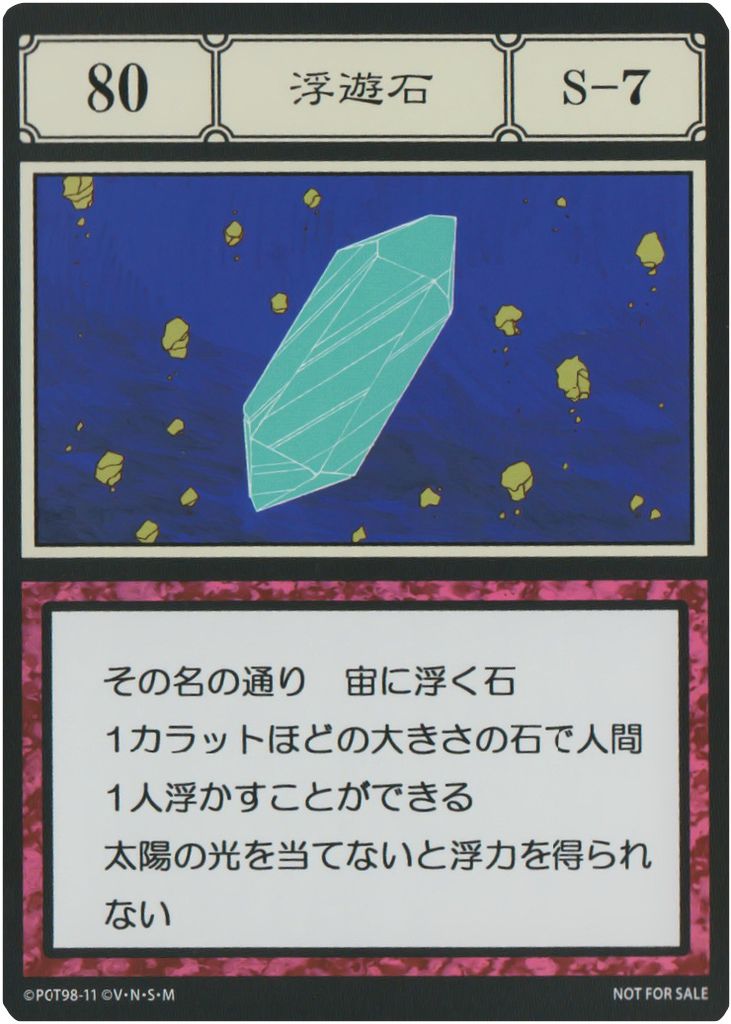 80
浮遊石
S-7
その名の通り　宙に浮く石
1カラットほどの大きさの石で人間
1人浮かすことができる
太陽の光を当てないと浮力を得られ
ない
©POT98-11 ©V・N・S・M
NOT FOR SALE